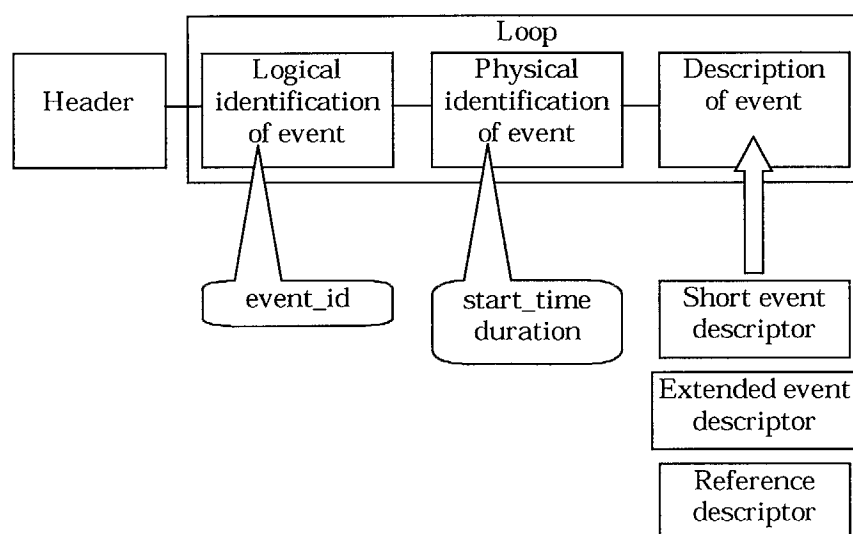 Loop
Header
Logical
identification
of event
Physical
identification
of event
Description
of event
event_id
start_time
duration
Short event
descriptor
Extended event
descriptor
Reference
descriptor